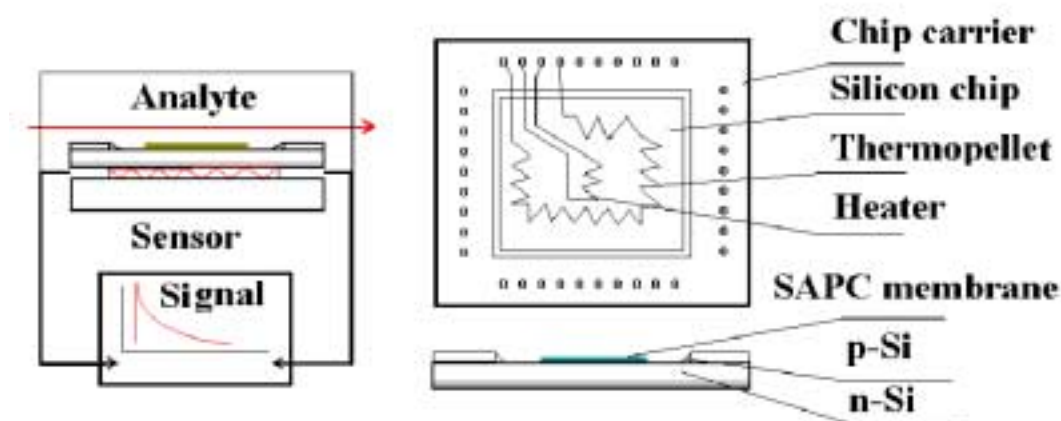 Analyte
Sensor
Signal
Chip carrier
Silicon chip
Thermopellet
Heater
SAPC membrane
p-Si
n-Si